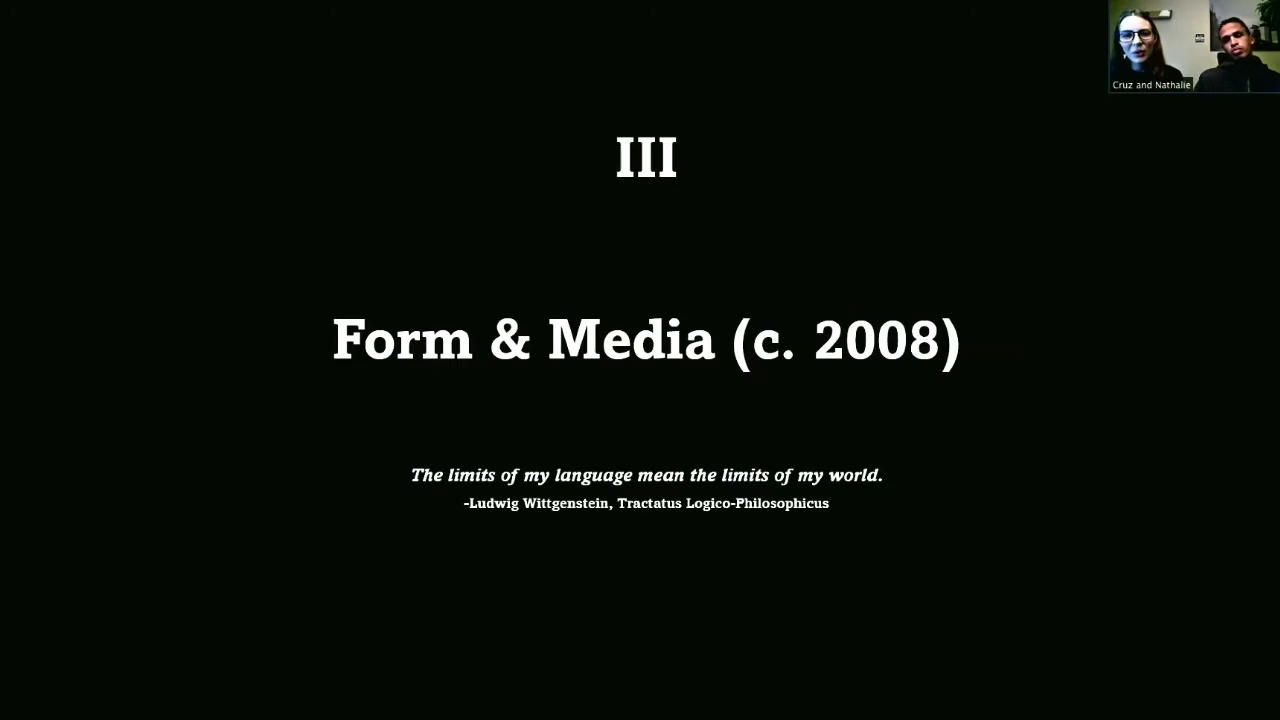 Cruz and Nathalie
III
Form & Media (c. 2008)
The limits of my language mean the limits of my world.
-Ludwig Wittgenstein, Tractatus Logico-Philosophicus